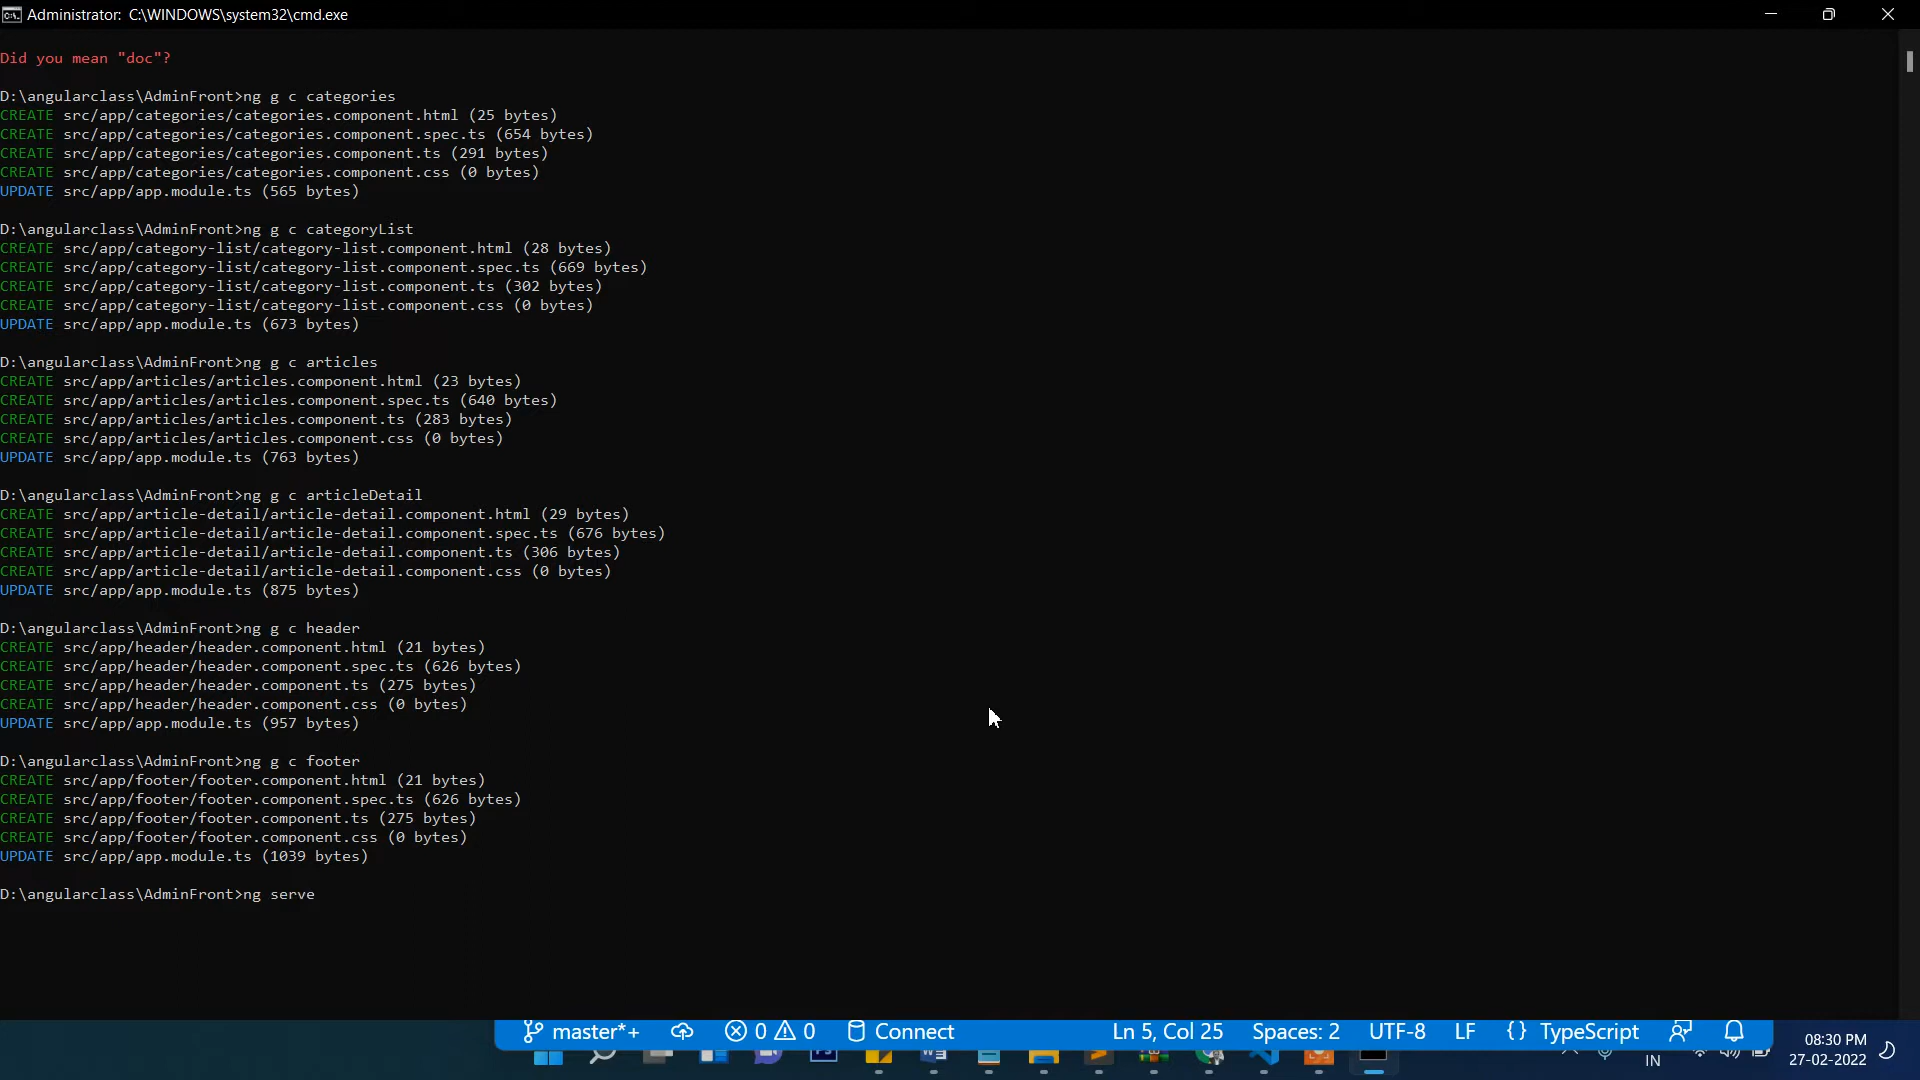 Administrator: C:\WINDOWS\system32\cmd.exe
Did you mean "doc"?
D:\angularclass\AdminFront>ng g c categories
CREATE src/app/categories/categories.component.html (25 bytes)
CREATE src/app/categories/categories.component.spec.ts (654 bytes)
CREATE src/app/categories/categories.component.ts (291 bytes)
CREATE src/app/categories/categories.component.css (0 bytes)
UPDATE src/app/app.module.ts (565 bytes)
D:\angularclass\AdminFront>ng g c categoryList
CREATE src/app/category-list/category-list.component.html (28 bytes)
CREATE src/app/category-list/category-list.component.spec.ts (669 bytes)
CREATE src/app/category-list/category-list.component.ts (302 bytes)
CREATE src/app/category-list/category-list.component.css (0 bytes)
UPDATE src/app/app.module.ts (673 bytes)
D:\angularclass\AdminFront>ng g c articles
CREATE src/app/articles/articles.component.html (23 bytes)
CREATE src/app/articles/articles.component.spec.ts (640 bytes)
CREATE src/app/articles/articles.component.ts (283 bytes)
CREATE src/app/articles/articles.component.css (0 bytes)
UPDATE src/app/app.module.ts (763 bytes)
D:\angularclass\AdminFront>ng g c articleDetail
CREATE src/app/article-detail/article-detail.component.html (29 bytes)
CREATE src/app/article-detail/article-detail.component.spec.ts (676 bytes)
CREATE src/app/article-detail/article-detail.component.ts (306 bytes)
CREATE src/app/article-detail/article-detail.component.css (0 bytes)
UPDATE src/app/app.module.ts (875 bytes)
D:\angularclass\AdminFront>ng g c header
CREATE src/app/header/header.component.html (21 bytes)
CREATE src/app/header/header.component.spec.ts (626 bytes)
CREATE src/app/header/header.component.ts (275 bytes)
CREATE src/app/header/header.component.css (0 bytes)
UPDATE src/app/app.module.ts (957 bytes)
D:\angularclass\AdminFront>ng g c footer
CREATE src/app/footer/footer.component.html (21 bytes)
CREATE src/app/footer/footer.component.spec.ts (626 bytes)
CREATE src/app/footer/footer.component.ts (275 bytes)
CREATE src/app/footer/footer.component.css (0 bytes)
UPDATE src/app/app.module.ts (1039 bytes)
D:\angularclass\AdminFront>ng serve
master*+ 0 0 Connect Ln 5, Col 25 Spaces: 2 UTF-8 LF {} TypeScript
IN
08:30 PM
27-02-2022